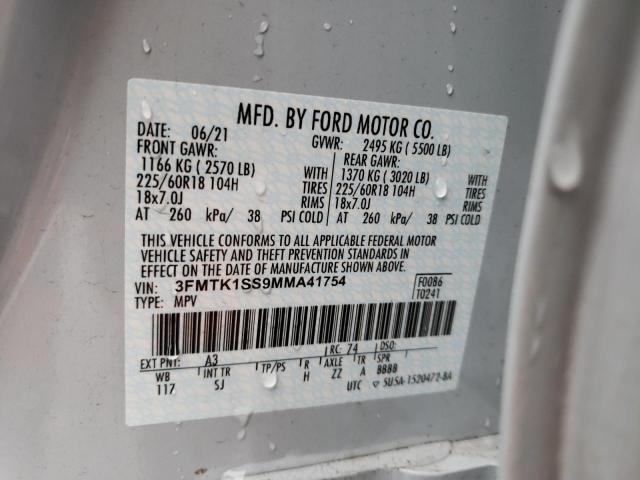 MFD. BY FORD MOTOR CO.
DATE: 06/21 GVWR: 2495 KG ( 5500 LB)
FRONT GAWR: REAR GAWR:
1166 KG ( 2570 LB) WITH 1370 KG ( 3020 LB) WITH
225/60R18 104H TIRES 225/60R18 104H TIRES
18x7.0J RIMS 18x7.0J RIMS
AT 260 kPa/ 38 PSI COLD AT 260 kPa/ 38 PSI COLD
THIS VEHICLE CONFORMS TO ALL APPLICABLE FEDERAL MOTOR
VEHICLE SAFETY AND THEFT PREVENTION STANDARDS IN
EFFECT ON THE DATE OF MANUFACTURE SHOWN ABOVE.
VIN: 3FMTK1SS9MMA41754 F0086
TYPE: MPV T0241
EXT PNT: A3 RC: 74 DSO:
WB INT TR TP/PS R AXLE TR SPR
117 SJ H ZZ A BBBB
UTC 5U5A-1520472-BA